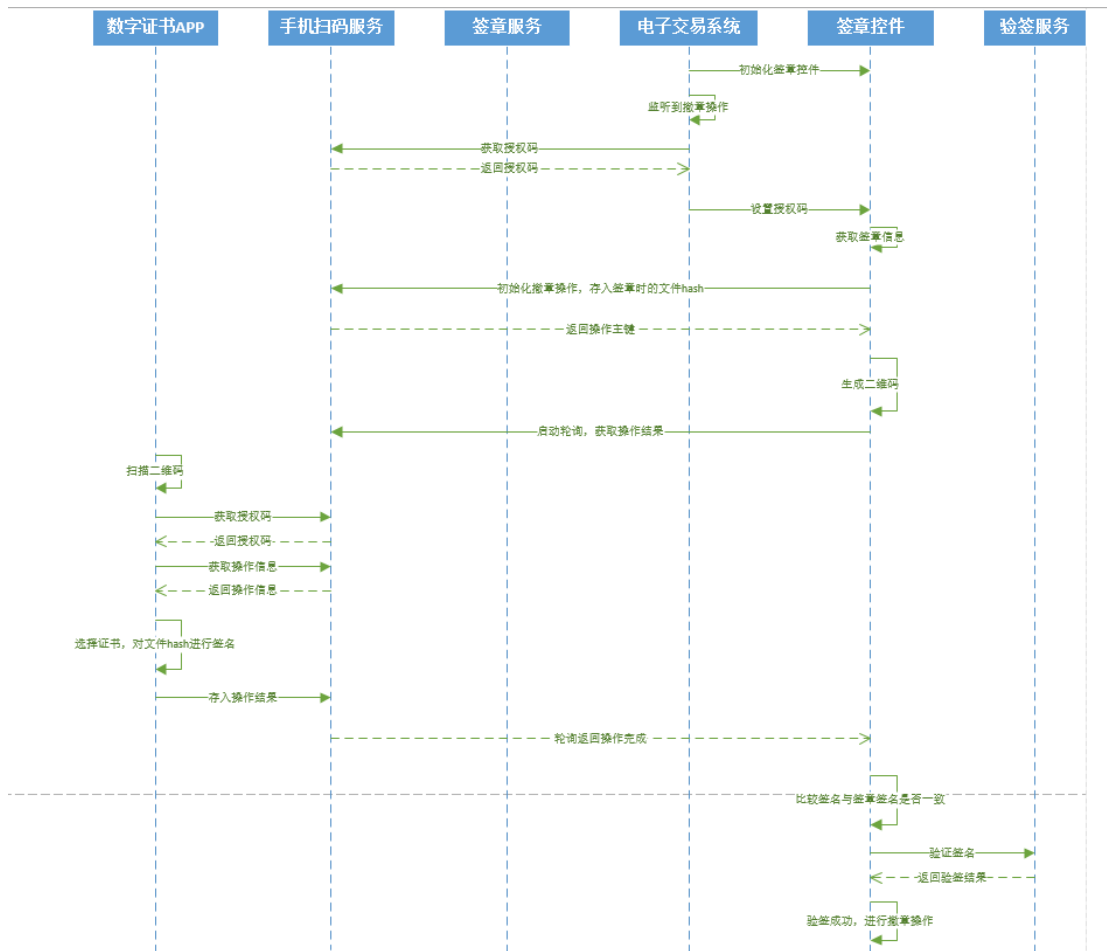 数字证书APP
手机扫码服务
签章服务
电子交易系统
签章控件
验签服务
初始化签章控件
监听到撤章操作
获取授权码
返回授权码
设置授权码
获取签章信息
初始化撤章操作，存入签章时的文件hash
返回操作主键
生成二维码
启动轮询，获取操作结果
扫描二维码
获取授权码
返回授权码
获取操作信息
返回操作信息
选择证书，对文件hash进行签名
存入操作结果
轮询返回操作完成
比较签名与签章签名是否一致
验证签名
返回验签结果
验签成功，进行撤章操作